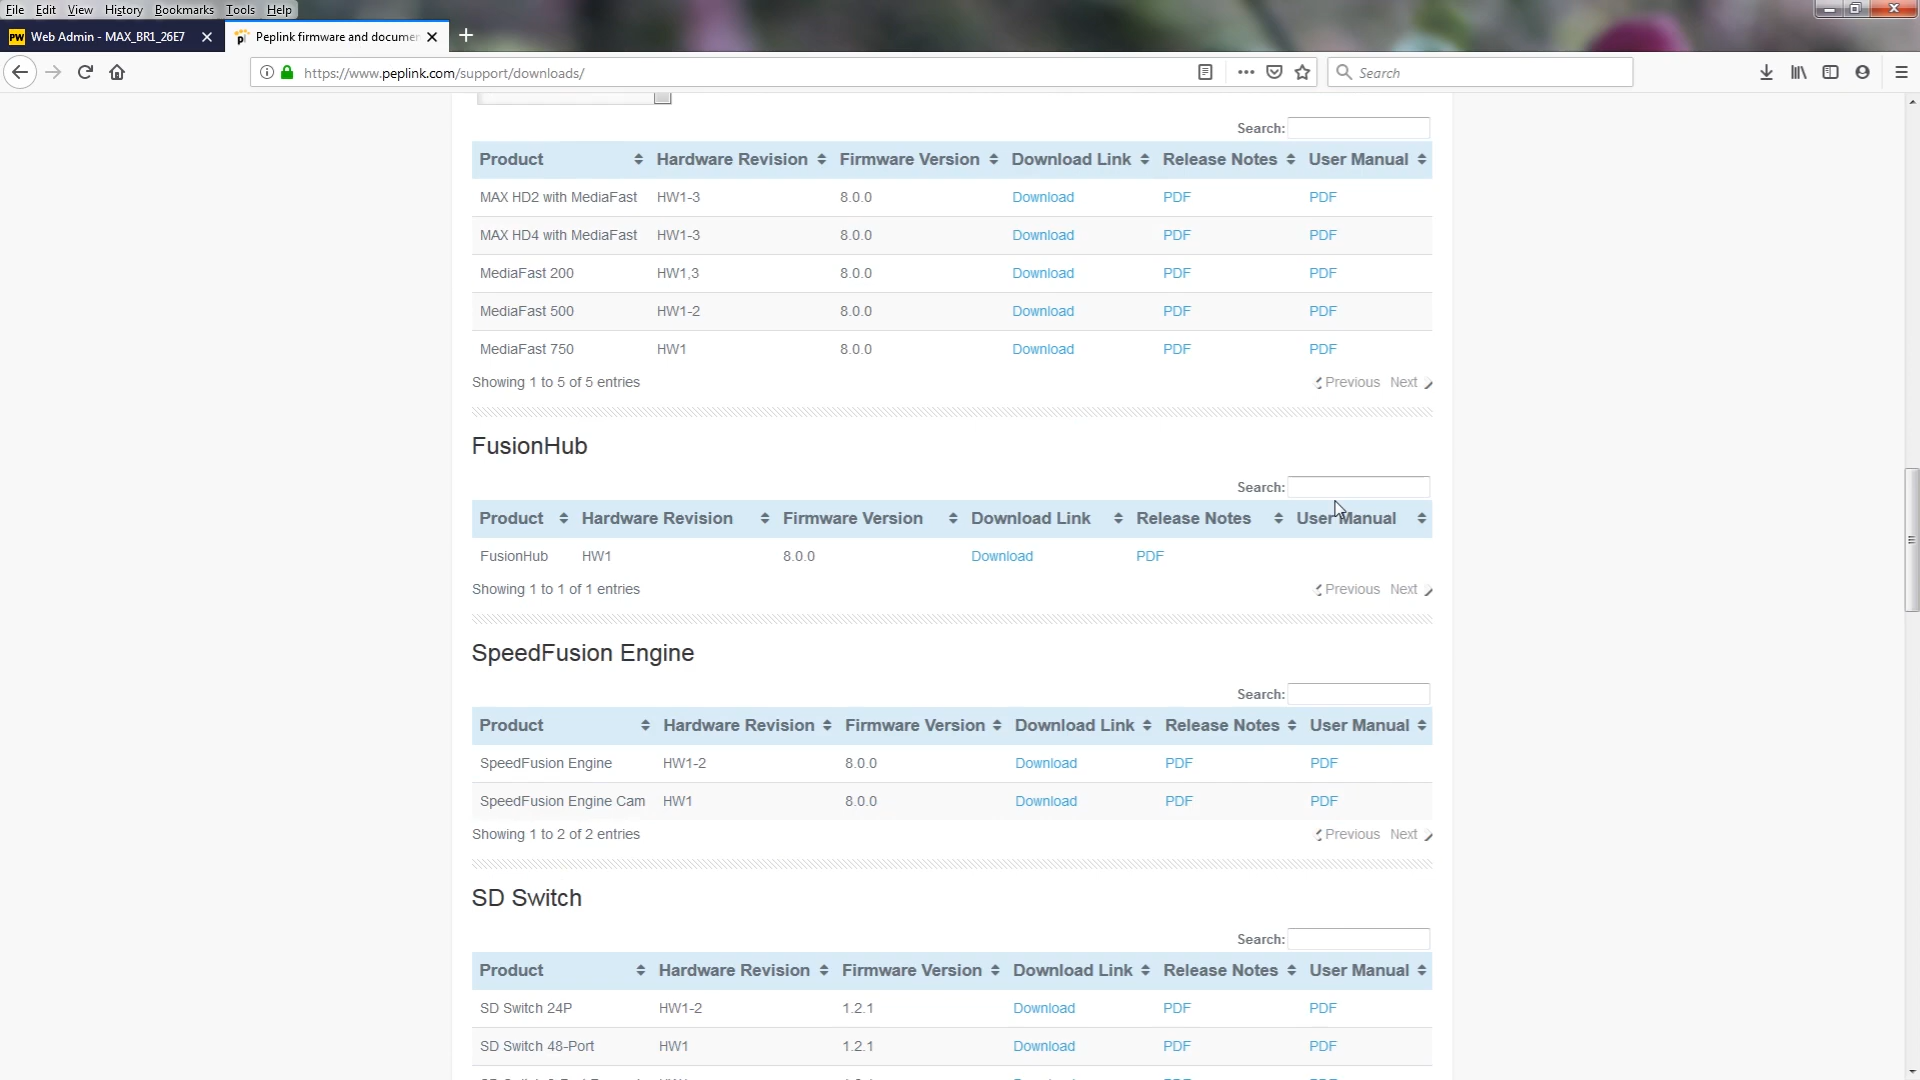 File Edit View History Bookmarks Tools Help
PW Web Admin - MAX_BR1_26E7
Peplink firmware and documen
https://www.peplink.com/support/downloads/
Search
Search:
Product Hardware Revision Firmware Version Download Link Release Notes User Manual
MAX HD2 with MediaFast HW1-3 8.0.0 Download PDF PDF
MAX HD4 with MediaFast HW1-3 8.0.0 Download PDF PDF
MediaFast 200 HW1,3 8.0.0 Download PDF PDF
MediaFast 500 HW1-2 8.0.0 Download PDF PDF
MediaFast 750 HW1 8.0.0 Download PDF PDF
Showing 1 to 5 of 5 entries Previous Next
FusionHub
Search:
Product Hardware Revision Firmware Version Download Link Release Notes User Manual
FusionHub HW1 8.0.0 Download PDF
Showing 1 to 1 of 1 entries Previous Next
SpeedFusion Engine
Search:
Product Hardware Revision Firmware Version Download Link Release Notes User Manual
SpeedFusion Engine HW1-2 8.0.0 Download PDF PDF
SpeedFusion Engine Cam HW1 8.0.0 Download PDF PDF
Showing 1 to 2 of 2 entries Previous Next
SD Switch
Search:
Product Hardware Revision Firmware Version Download Link Release Notes User Manual
SD Switch 24P HW1-2 1.2.1 Download PDF PDF
SD Switch 48-Port HW1 1.2.1 Download PDF PDF